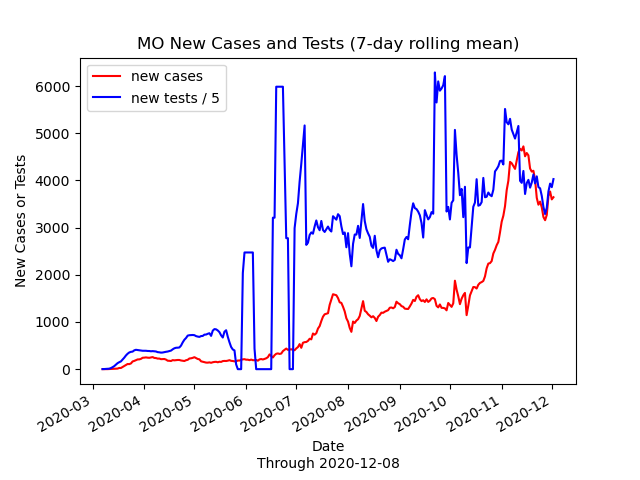 MO New Cases and Tests (7-day rolling mean)
new cases
new tests / 5
New Cases or Tests
6000
5000
4000
3000
2000
1000
0
2020-03
2020-04
2020-05
2020-06
2020-07
2020-08
2020-09
2020-10
2020-11
2020-12
Date
Through 2020-12-08